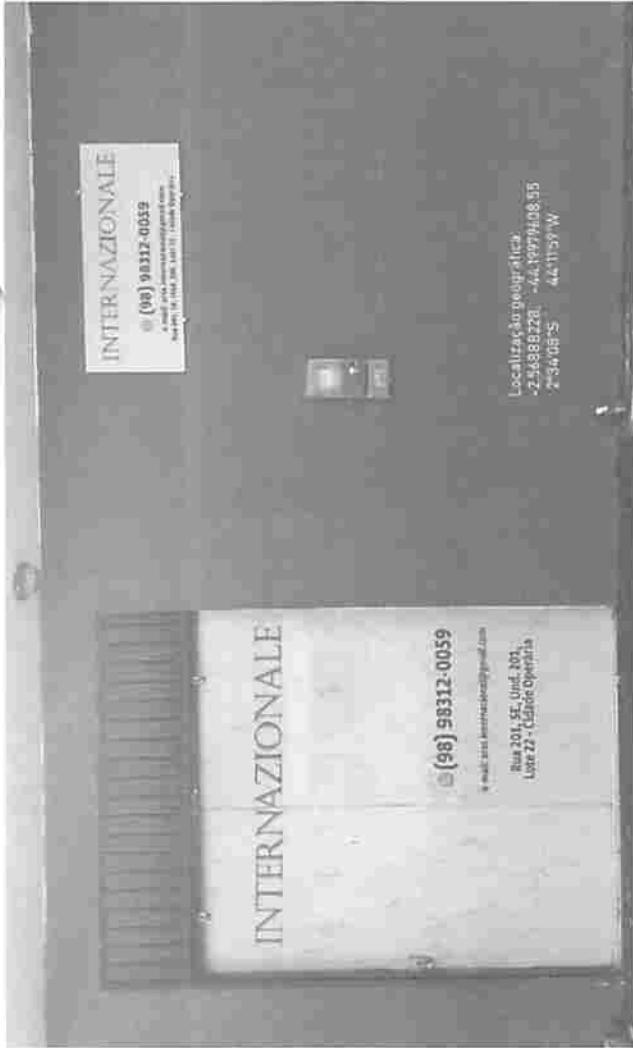 INTERNAZIONALE
(98) 98312-0059
INTERNAZIONALE
(98) 98312-0059
Rua 201, SE, Und. 201,
Lote 22 - Cidade Operária
Localização geográfica:
-2.56888228, -44.19979608.55
2°34'08"S 44°11'59"W